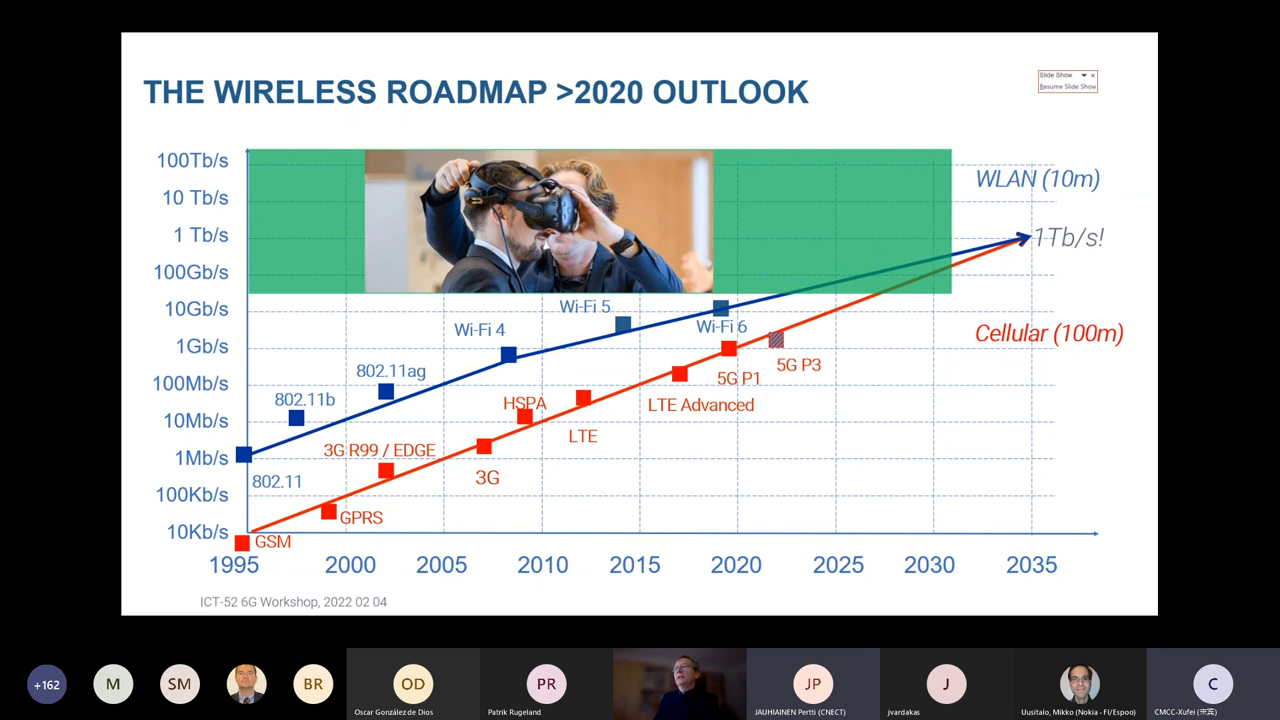 THE WIRELESS ROADMAP >2020 OUTLOOK
Slide Show
Resume Slide Show
100Tb/s
10 Tb/s
1 Tb/s
100Gb/s
10Gb/s
1Gb/s
100Mb/s
10Mb/s
1Mb/s
100Kb/s
10Kb/s
WLAN (10m)
1Tb/s!
Cellular (100m)
Wi-Fi 5
Wi-Fi 4
Wi-Fi 6
802.11ag
802.11b
802.11
5G P3
5G P1
LTE Advanced
HSPA
LTE
3G R99 / EDGE
3G
GPRS
GSM
1995 2000 2005 2010 2015 2020 2025 2030 2035
ICT-52 6G Workshop, 2022 02 04
+162
M
SM
BR
OD
Oscar González de Dios
PR
Patrik Rugeland
JP
JAUHIAINEN Pertti (CNECT)
J
jvardakas
Uusitalo, Mikko (Nokia - FI/Espoo)
C